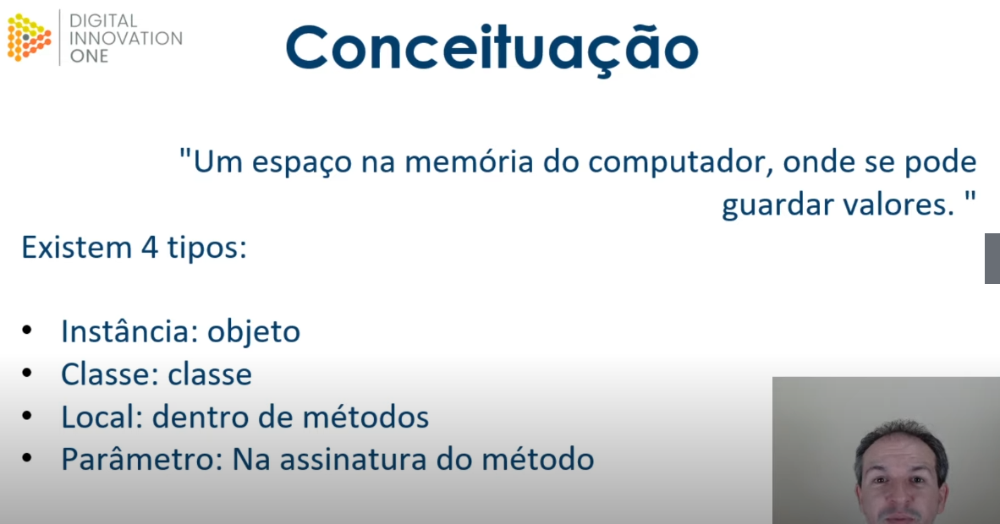 DIGITAL
INNOVATION
ONE
Conceituação
"Um espaço na memória do computador, onde se pode
guardar valores. "
Existem 4 tipos:
• Instância: objeto
• Classe: classe
• Local: dentro de métodos
• Parâmetro: Na assinatura do método